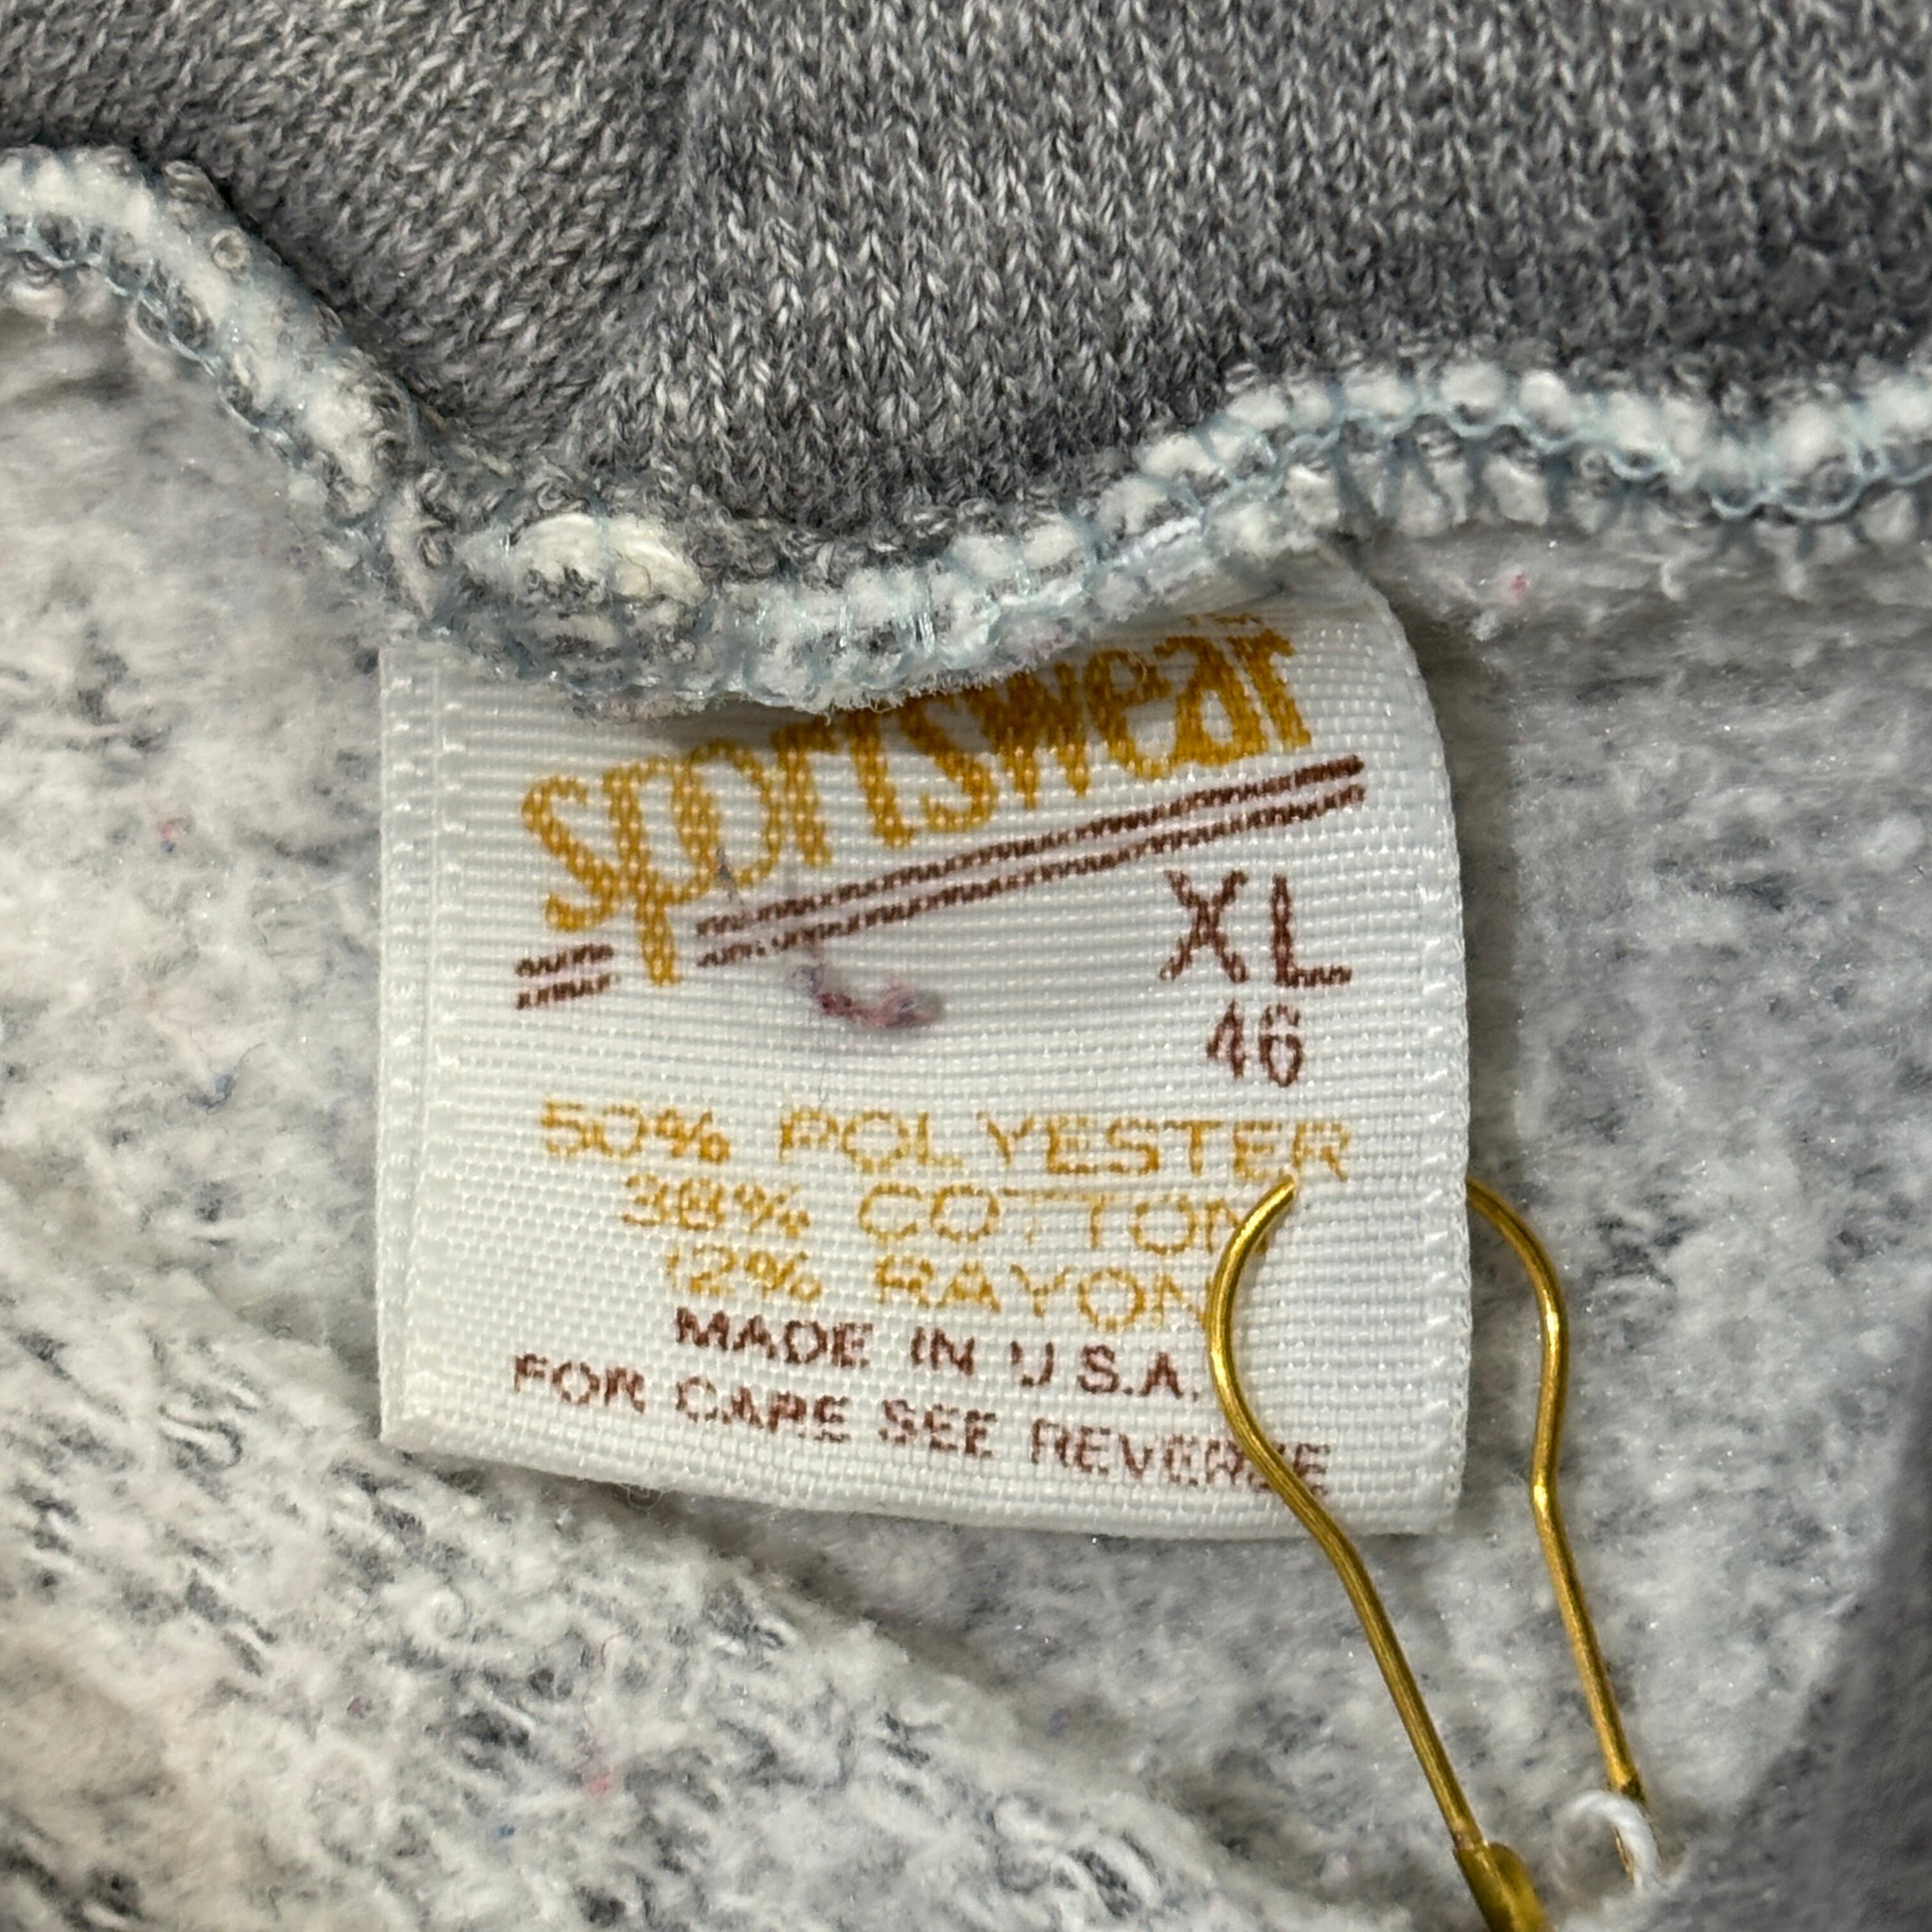 sportswear
XL
46
50% POLYESTER
38% COTTON
12% RAYON
MADE IN U.S.A.
FOR CARE SEE REVERSE